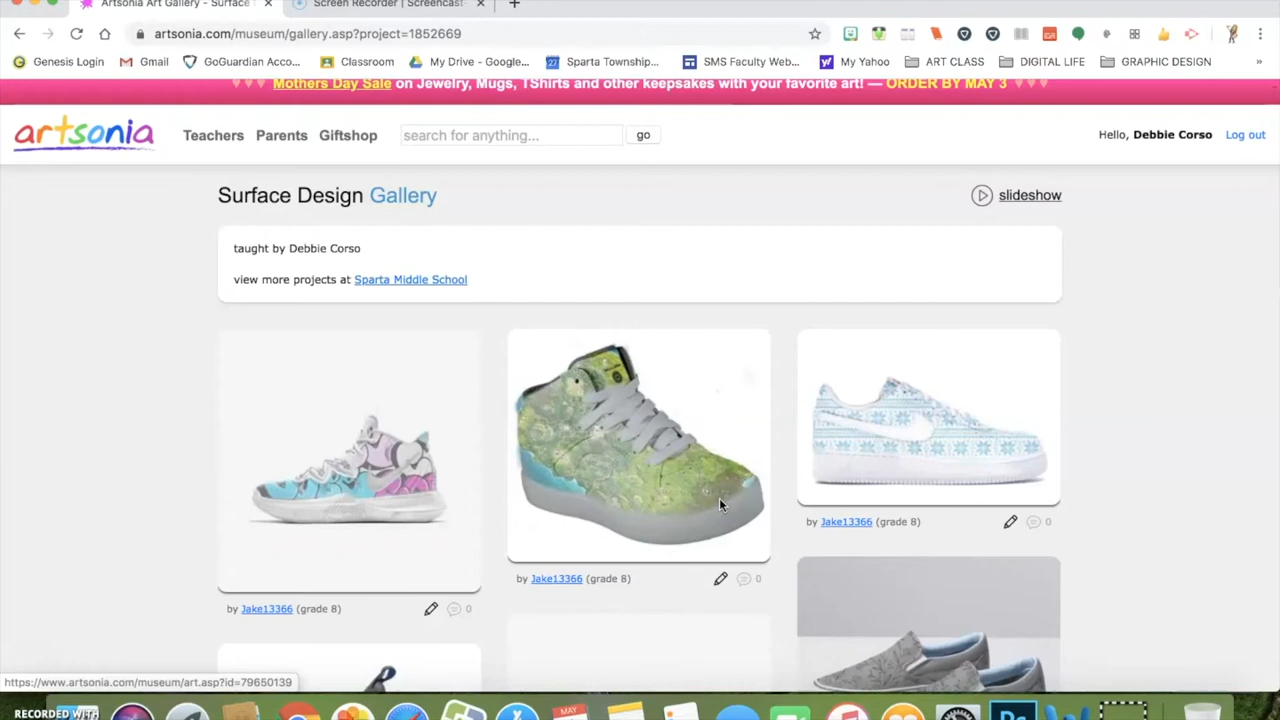 Artsonia Art Gallery - Surface
Screen Recorder | Screencast-
artsonia.com/museum/gallery.asp?project=1852669
Genesis Login Gmail GoGuardian Acco... Classroom My Drive - Google... Sparta Township... SMS Faculty Web... My Yahoo ART CLASS DIGITAL LIFE GRAPHIC DESIGN »
Mothers Day Sale on Jewelry, Mugs, TShirts and other keepsakes with your favorite art! — ORDER BY MAY 3
artsonia Teachers Parents Giftshop search for anything... go Hello, Debbie Corso Log out
Surface Design Gallery slideshow
taught by Debbie Corso
view more projects at Sparta Middle School
by Jake13366 (grade 8) 0
by Jake13366 (grade 8) 0
by Jake13366 (grade 8) 0
https://www.artsonia.com/museum/art.asp?id=79650139
RECORDED WITH
MAY
Ps